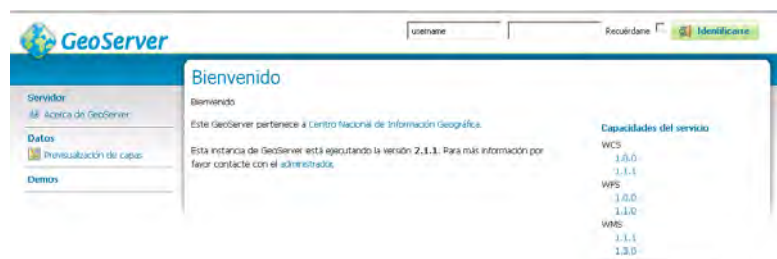 GeoServer
username
Recuérdame
Identificarse
Servidor
Acerca de GeoServer
Datos
Previsualización de capas
Demos
Bienvenido
Bienvenido
Este GeoServer pertenece a Centro Nacional de Información Geográfica.
Esta instancia de GeoServer está ejecutando la versión 2.1.1. Para más información por
favor contacte con el administrador.
Capacidades del servicio
WCS
1.0.0
1.1.1
WFS
1.0.0
1.1.0
WMS
1.1.1
1.3.0